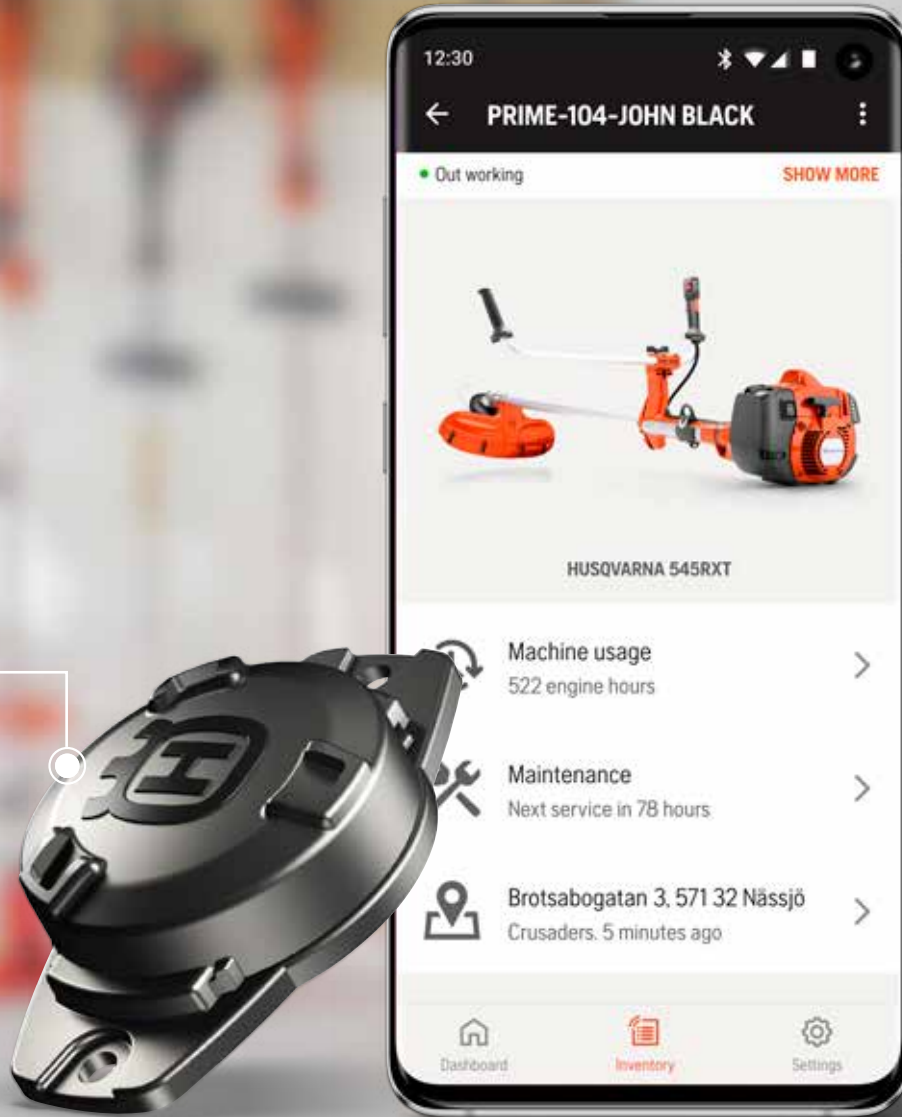 12:30
PRIME-104-JOHN BLACK
Out working
SHOW MORE
HUSQVARNA 545RXT
Machine usage
522 engine hours
Maintenance
Next service in 78 hours
Brotsabogatan 3, 571 32 Nässjö
Crusaders. 5 minutes ago
Dashboard
Inventory
Settings
H